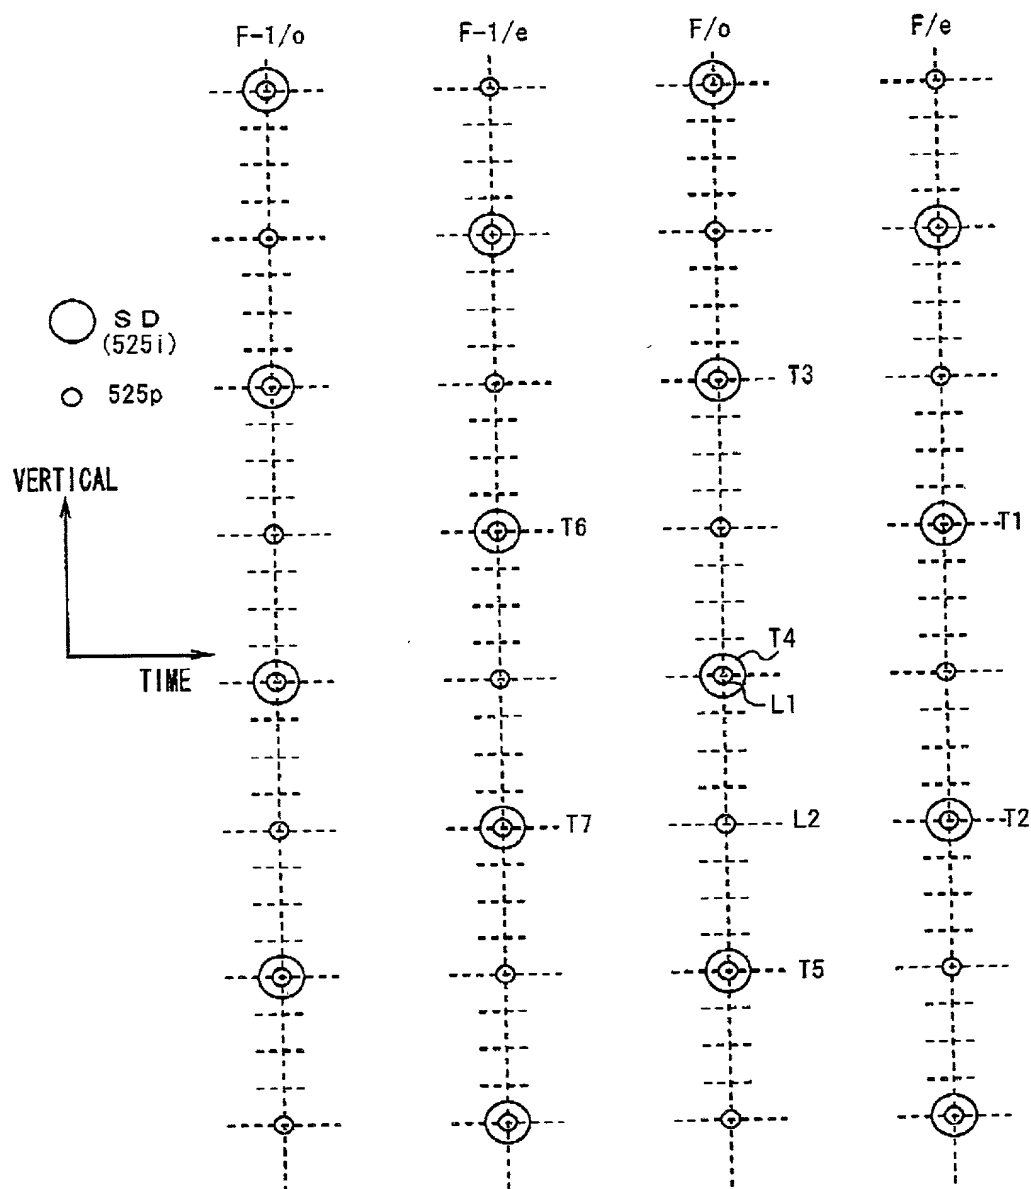 F-1/o F-1/e F/o F/e
SD
(525i)
525p
T3
VERTICAL
T6
T1
T4
TIME
L1
T7
L2
T2
T5